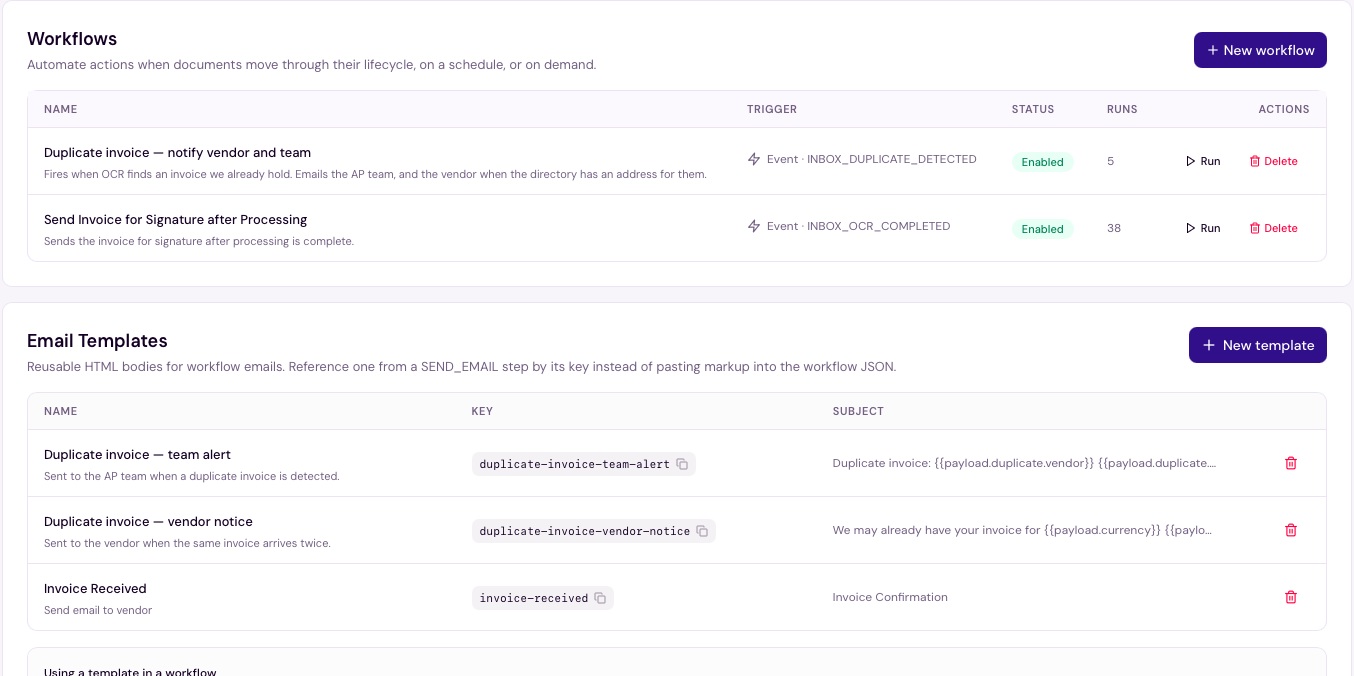 Workflows
Automate actions when documents move through their lifecycle, on a schedule, or on demand.
+ New workflow
NAME TRIGGER STATUS RUNS ACTIONS
Duplicate invoice — notify vendor and team
Fires when OCR finds an invoice we already hold. Emails the AP team, and the vendor when the directory has an address for them.
Event · INBOX_DUPLICATE_DETECTED Enabled 5 Run Delete
Send Invoice for Signature after Processing
Sends the invoice for signature after processing is complete.
Event · INBOX_OCR_COMPLETED Enabled 38 Run Delete
Email Templates
Reusable HTML bodies for workflow emails. Reference one from a SEND_EMAIL step by its key instead of pasting markup into the workflow JSON.
+ New template
NAME KEY SUBJECT
Duplicate invoice — team alert
Sent to the AP team when a duplicate invoice is detected.
duplicate-invoice-team-alert
Duplicate invoice: {{payload.duplicate.vendor}} {{payload.duplicate....
Duplicate invoice — vendor notice
Sent to the vendor when the same invoice arrives twice.
duplicate-invoice-vendor-notice
We may already have your invoice for {{payload.currency}} {{paylo...
Invoice Received
Send email to vendor
invoice-received
Invoice Confirmation
Using a template in a workflow